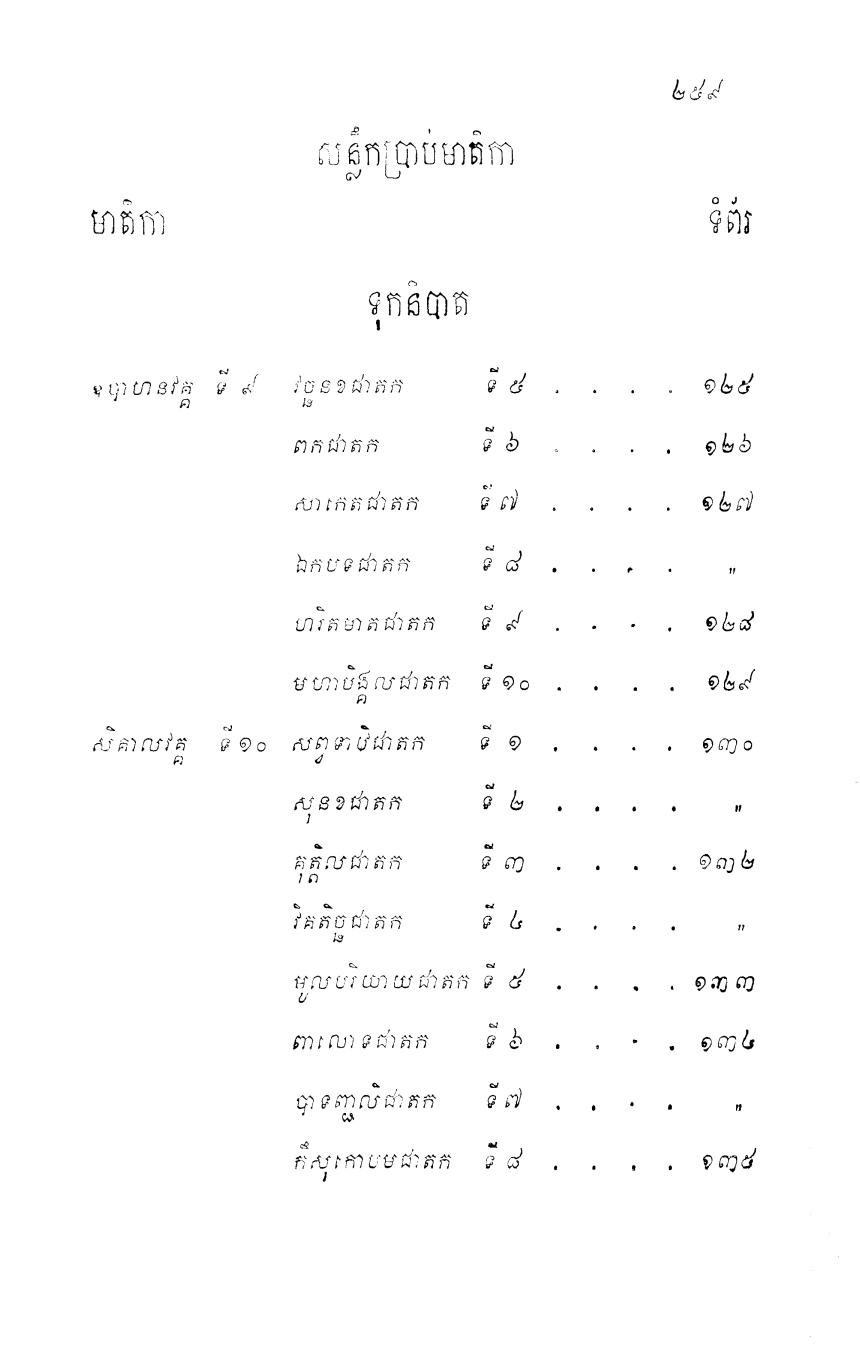 ២៥៩
សន្លឹកប្រាប់មាតិកា
មាតិកា ទំព័រ
ទុកនិបាត
ឧបាហនវគ្គ ទី ៩ វច្ឆនខជាតក ទី ៥ . . . . ១២៥
ពកជាតក ទី ៦ . . . . ១២៦
សាកេតជាតក ទី ៧ . . . . ១២៧
ឯកបទជាតក ទី ៨ . . . . "
ហរិតមាតជាតក ទី ៩ . . . . ១២៨
មហាបិង្គលជាតក ទី ១០ . . . . ១២៩
សិគាលវគ្គ ទី ១០ សព្វទាឋិជាតក ទី ១ . . . . ១៣០
សុនខជាតក ទី ២ . . . . "
គុត្តិលជាតក ទី ៣ . . . . ១៣២
វិគតិច្ឆជាតក ទី ៤ . . . . "
មូលបរិយាយជាតក ទី ៥ . . . . ១៣៣
ពាលោទជាតក ទី ៦ . . . . ១៣៤
បាទញ្ជលិជាតក ទី ៧ . . . . "
កឹសុកោបមជាតក ទី ៨ . . . . ១៣៥